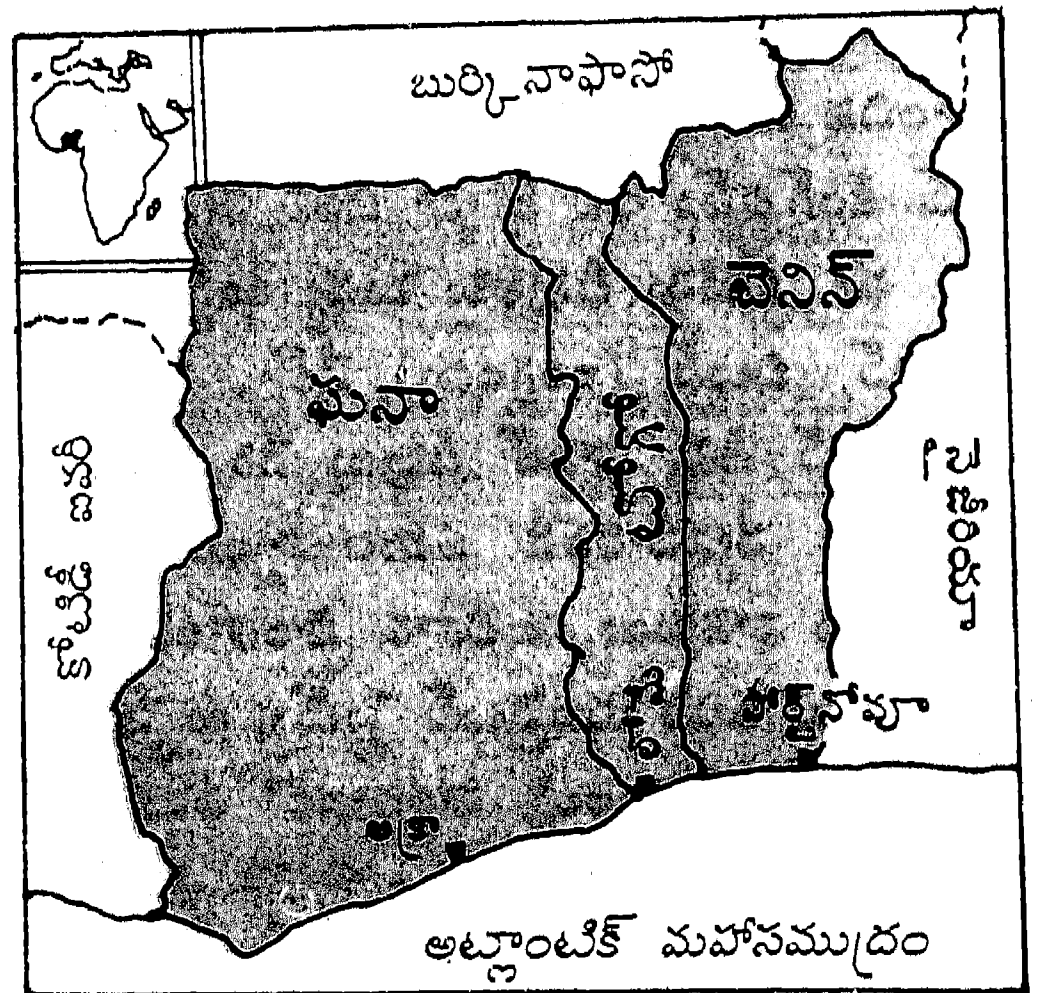 బుర్కినాఫాసో
బెనిన్
ఘనా
టోగో
కోటెడీ ఐవరీ
నైజీరియా
లోమే
పోర్ట్నోవూ
అక్రా
అట్లాంటిక్ మహాసముద్రం